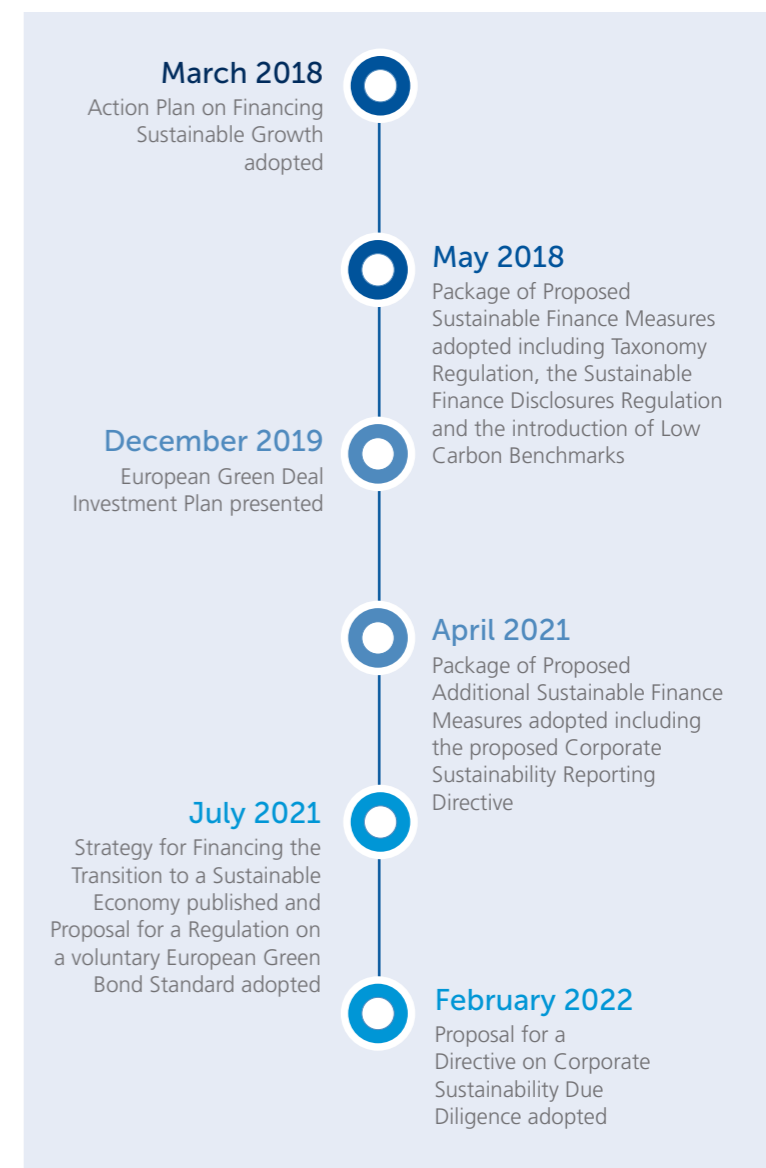 March 2018
Action Plan on Financing
Sustainable Growth
adopted
May 2018
Package of Proposed
Sustainable Finance Measures
adopted including Taxonomy
Regulation, the Sustainable
Finance Disclosures Regulation
and the introduction of Low
Carbon Benchmarks
December 2019
European Green Deal
Investment Plan presented
April 2021
Package of Proposed
Additional Sustainable Finance
Measures adopted including
the proposed Corporate
Sustainability Reporting
Directive
July 2021
Strategy for Financing the
Transition to a Sustainable
Economy published and
Proposal for a Regulation on
a voluntary European Green
Bond Standard adopted
February 2022
Proposal for a
Directive on Corporate
Sustainability Due
Diligence adopted